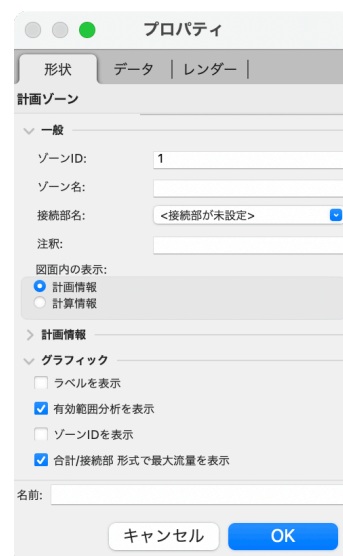 プロパティ
形状 データ レンダー
計画ゾーン
一般
ゾーンID: 1
ゾーン名:
接続部名: <接続部が未設定>
注釈:
図面内の表示:
計画情報
計算情報
計画情報
グラフィック
ラベルを表示
有効範囲分析を表示
ゾーンIDを表示
合計/接続部 形式で最大流量を表示
名前:
キャンセル OK